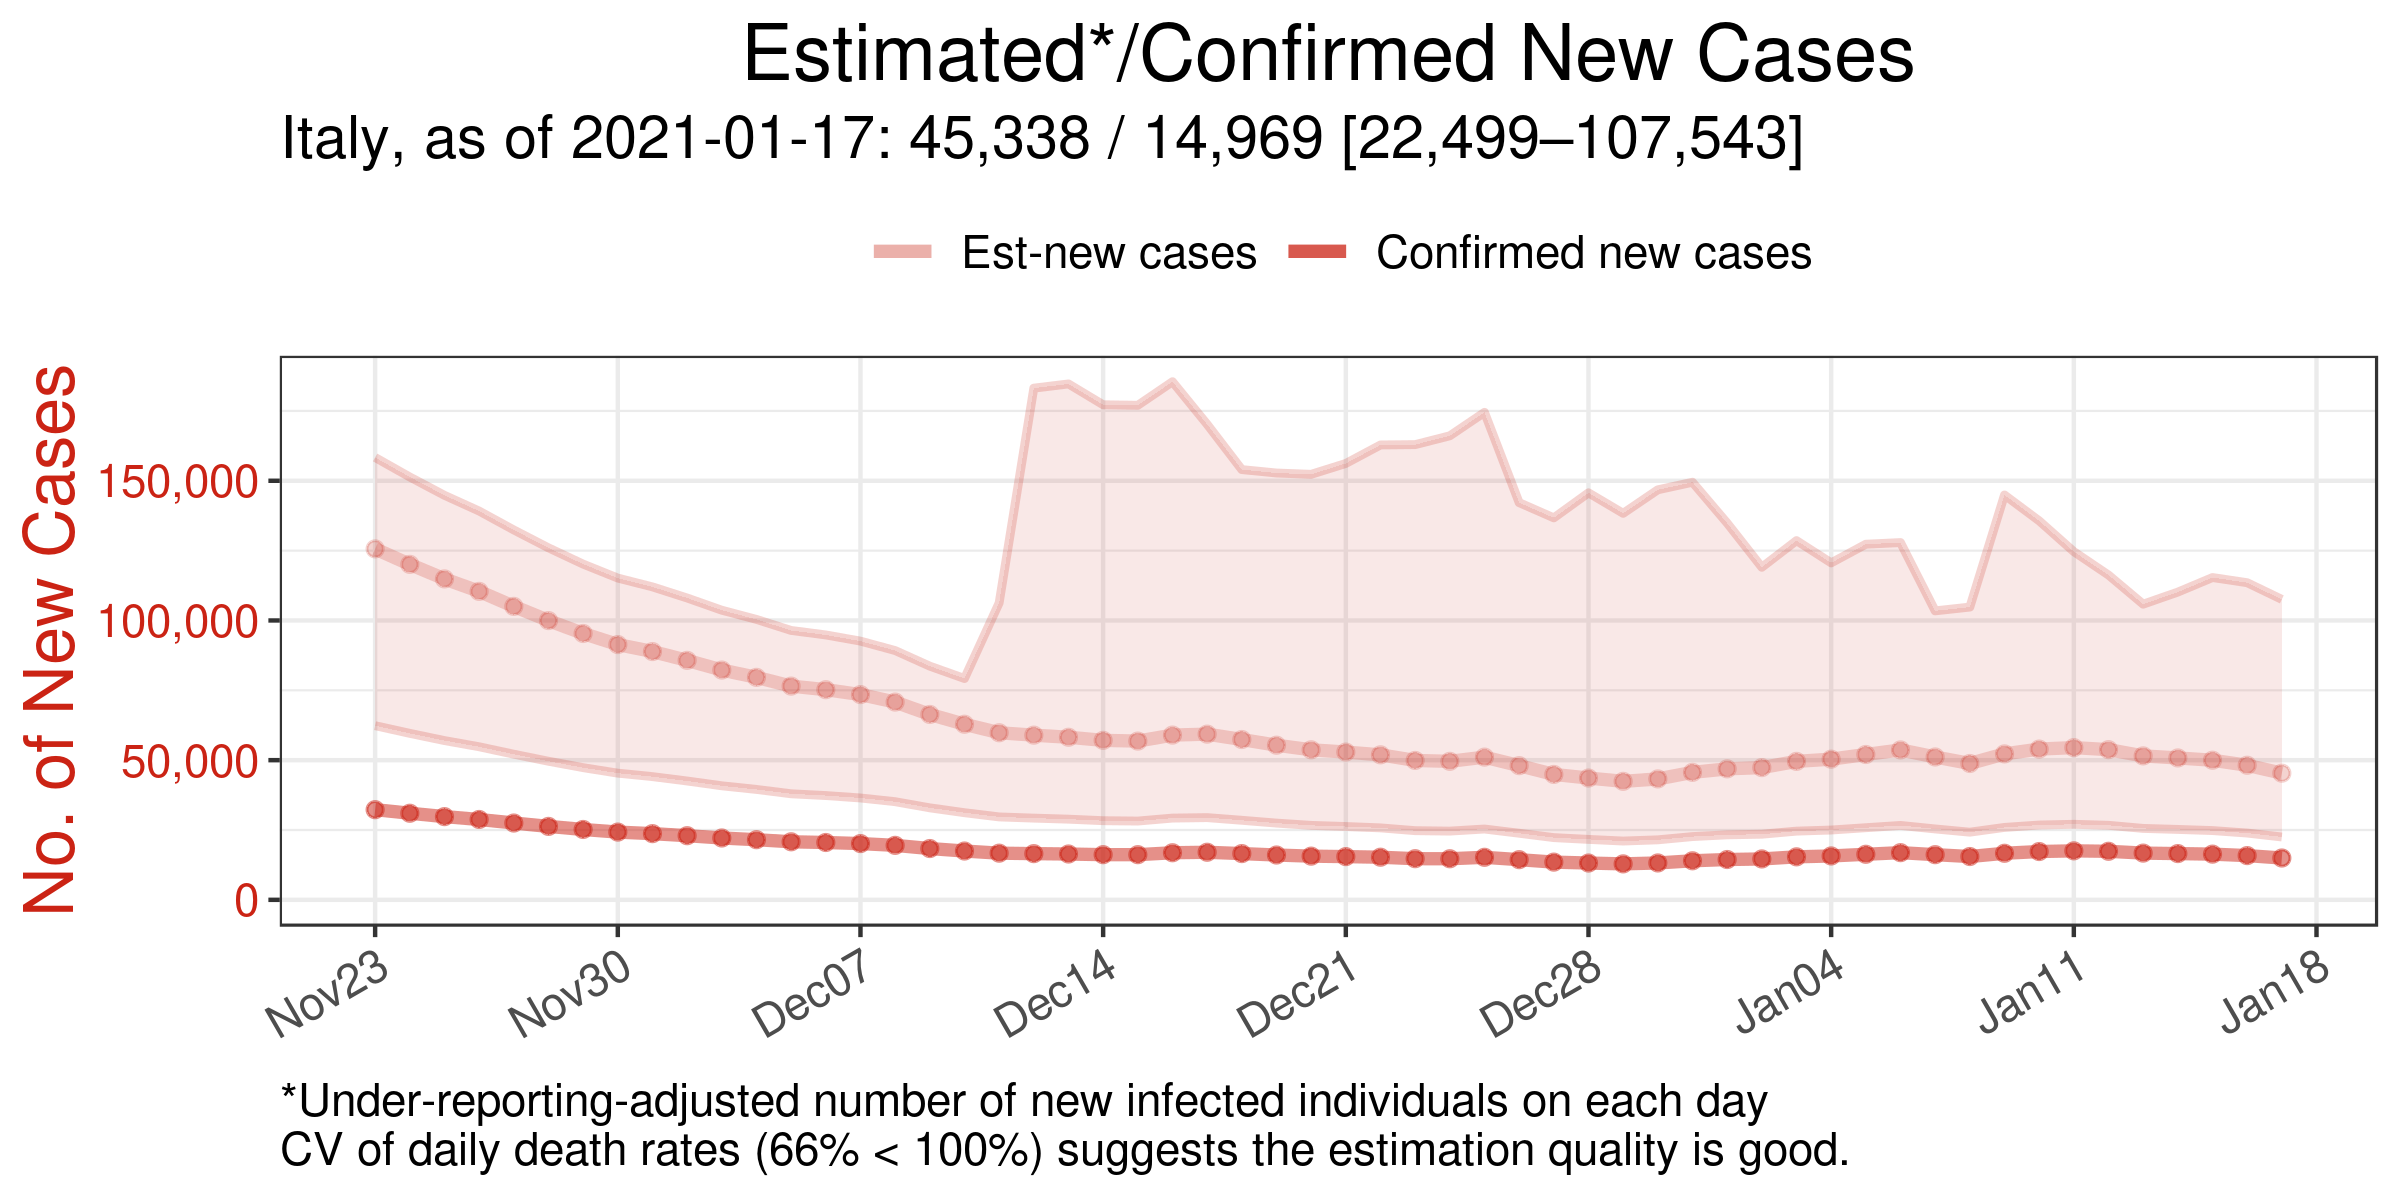 Estimated*/Confirmed New Cases
Italy, as of 2021-01-17: 45,338 / 14,969 [22,499–107,543]
Est-new cases
Confirmed new cases
No. of New Cases
150,000
100,000
50,000
0
Nov23
Nov30
Dec07
Dec14
Dec21
Dec28
Jan04
Jan11
Jan18
*Under-reporting-adjusted number of new infected individuals on each day
CV of daily death rates (66% < 100%) suggests the estimation quality is good.